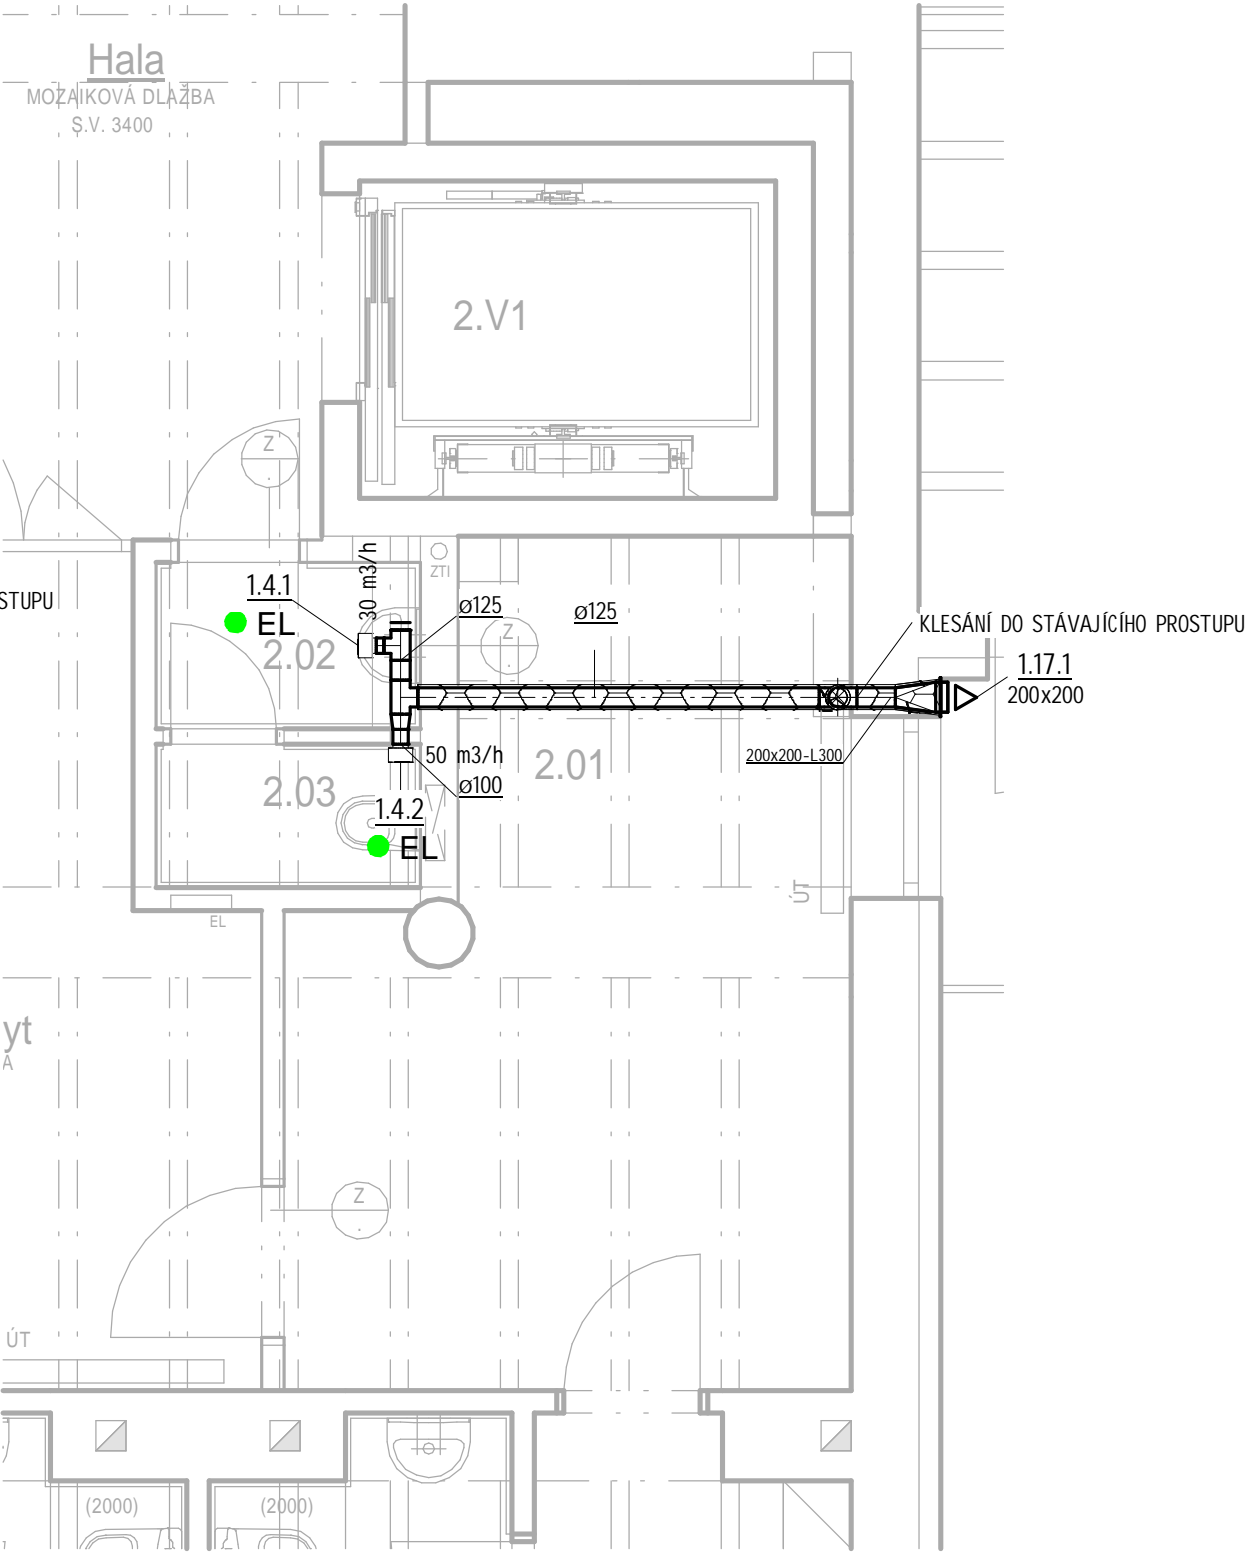 Hala
MOZAIKOVÁ DLAŽBA
S.V. 3400
2.V1
Z
ZTI
30 m3/h
1.4.1
STUPU
EL
2.02
ø125
ø125
Z
KLESÁNÍ DO STÁVAJÍCÍHO PROSTUPU
1.17.1
200x200
50 m3/h
2.01
200x200-L300
ø100
2.03
1.4.2
EL
ÚT
EL
yt
A
Z
ÚT
(2000)
(2000)